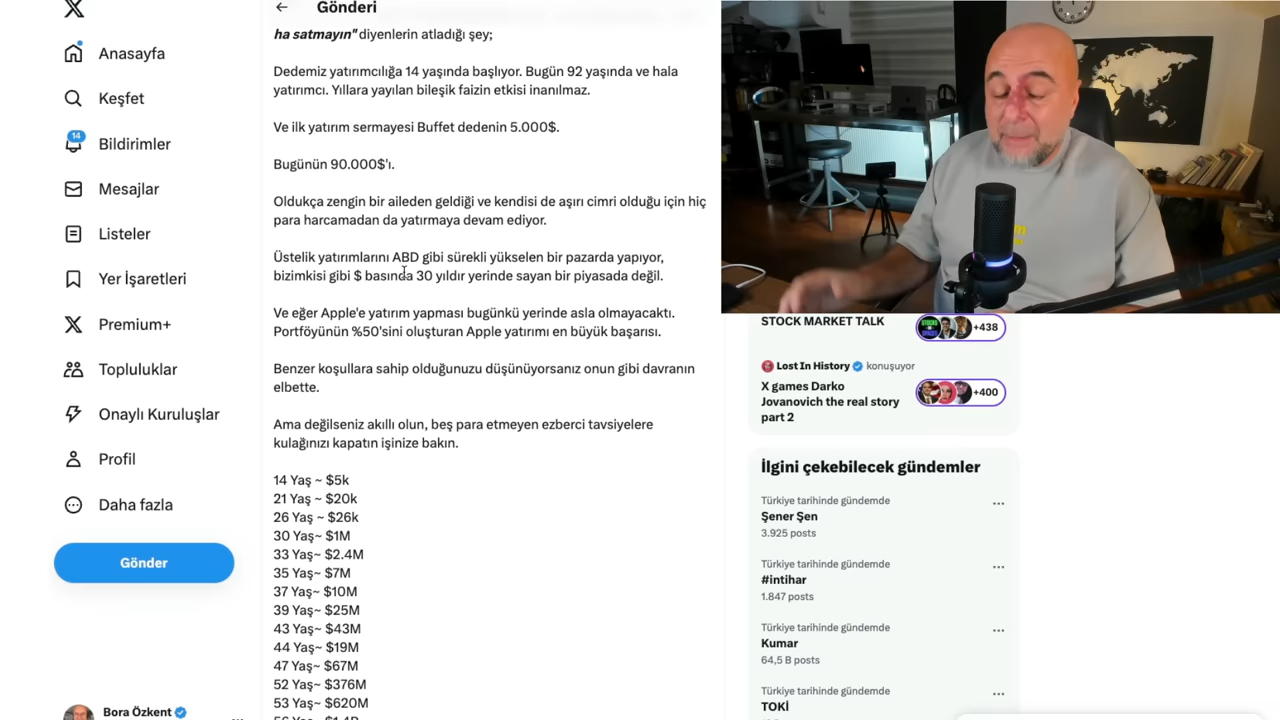 Anasayfa
Keşfet
14
Bildirimler
Mesajlar
Listeler
Yer İşaretleri
Premium+
Topluluklar
Onaylı Kuruluşlar
Profil
Daha fazla
Gönder
Bora Özkent
Gönderi
ha satmayın" diyenlerin atladığı şey;
Dedemiz yatırımcılığa 14 yaşında başlıyor. Bugün 92 yaşında ve hala
yatırımcı. Yıllara yayılan bileşik faizin etkisi inanılmaz.
Ve ilk yatırım sermayesi Buffet dedenin 5.000$.
Bugünün 90.000$'ı.
Oldukça zengin bir aileden geldiği ve kendisi de aşırı cimri olduğu için hiç
para harcamadan da yatırmaya devam ediyor.
Üstelik yatırımlarını ABD gibi sürekli yükselen bir pazarda yapıyor,
bizimkisi gibi $ basında 30 yıldır yerinde sayan bir piyasada değil.
Ve eğer Apple'e yatırım yapması bugünkü yerinde asla olmayacaktı.
Portföyünün %50'sini oluşturan Apple yatırımı en büyük başarısı.
Benzer koşullara sahip olduğunuzu düşünüyorsanız onun gibi davranın
elbette.
Ama değilseniz akıllı olun, beş para etmeyen ezberci tavsiyelere
kulağınızı kapatın işinize bakın.
14 Yaş ~ $5k
21 Yaş ~ $20k
26 Yaş ~ $26k
30 Yaş~ $1M
33 Yaş~ $2.4M
35 Yaş~ $7M
37 Yaş~ $10M
39 Yaş~ $25M
43 Yaş~ $43M
44 Yaş~ $19M
47 Yaş~ $67M
52 Yaş~ $376M
53 Yaş~ $620M
STOCK MARKET TALK
+438
Lost In History konuşuyor
X games Darko
Jovanovich the real story
part 2
+400
İlgini çekebilecek gündemler
Türkiye tarihinde gündemde
Şener Şen
3.925 posts
Türkiye tarihinde gündemde
#intihar
1.847 posts
Türkiye tarihinde gündemde
Kumar
64,5 B posts
Türkiye tarihinde gündemde
TOKİ